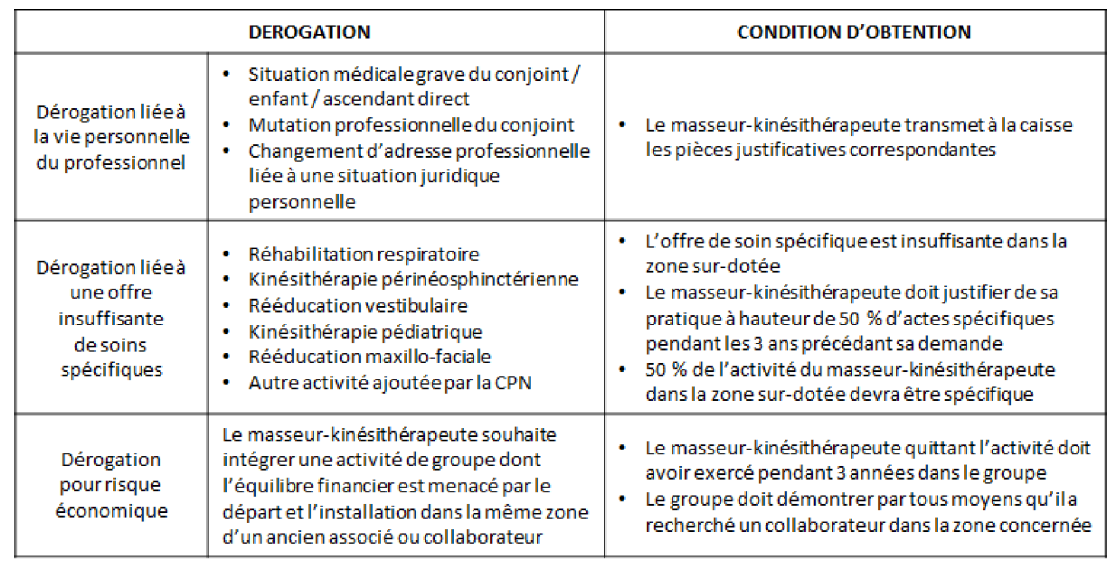 DEROGATION
CONDITION D’OBTENTION
Dérogation liée à
la vie personnelle
du professionnel
• Situation médicale grave du conjoint /
enfant / ascendant direct
• Mutation professionnelle du conjoint
• Changement d’adresse professionnelle
liée à une situation juridique
personnelle
• Le masseur-kinésithérapeute transmet à la caisse
les pièces justificatives correspondantes
Dérogation liée à
une offre
insuffisante
de soins
spécifiques
• Réhabilitation respiratoire
• Kinésithérapie périnéosphinctérienne
• Rééducation vestibulaire
• Kinésithérapie pédiatrique
• Rééducation maxillo-faciale
• Autre activité ajoutée par la CPN
• L’offre de soin spécifique est insuffisante dans la
zone sur-dotée
• Le masseur-kinésithérapeute doit justifier de sa
pratique à hauteur de 50 % d’actes spécifiques
pendant les 3 ans précédant sa demande
• 50 % de l’activité du masseur-kinésithérapeute
dans la zone sur-dotée devra être spécifique
Dérogation
pour risque
économique
Le masseur-kinésithérapeute souhaite
intégrer une activité de groupe dont
l’équilibre financier est menacé par le
départ et l’installation dans la même zone
d’un ancien associé ou collaborateur
• Le masseur-kinésithérapeute quittant l’activité doit
avoir exercé pendant 3 années dans le groupe
• Le groupe doit démontrer par tous moyens qu’il a
recherché un collaborateur dans la zone concernée